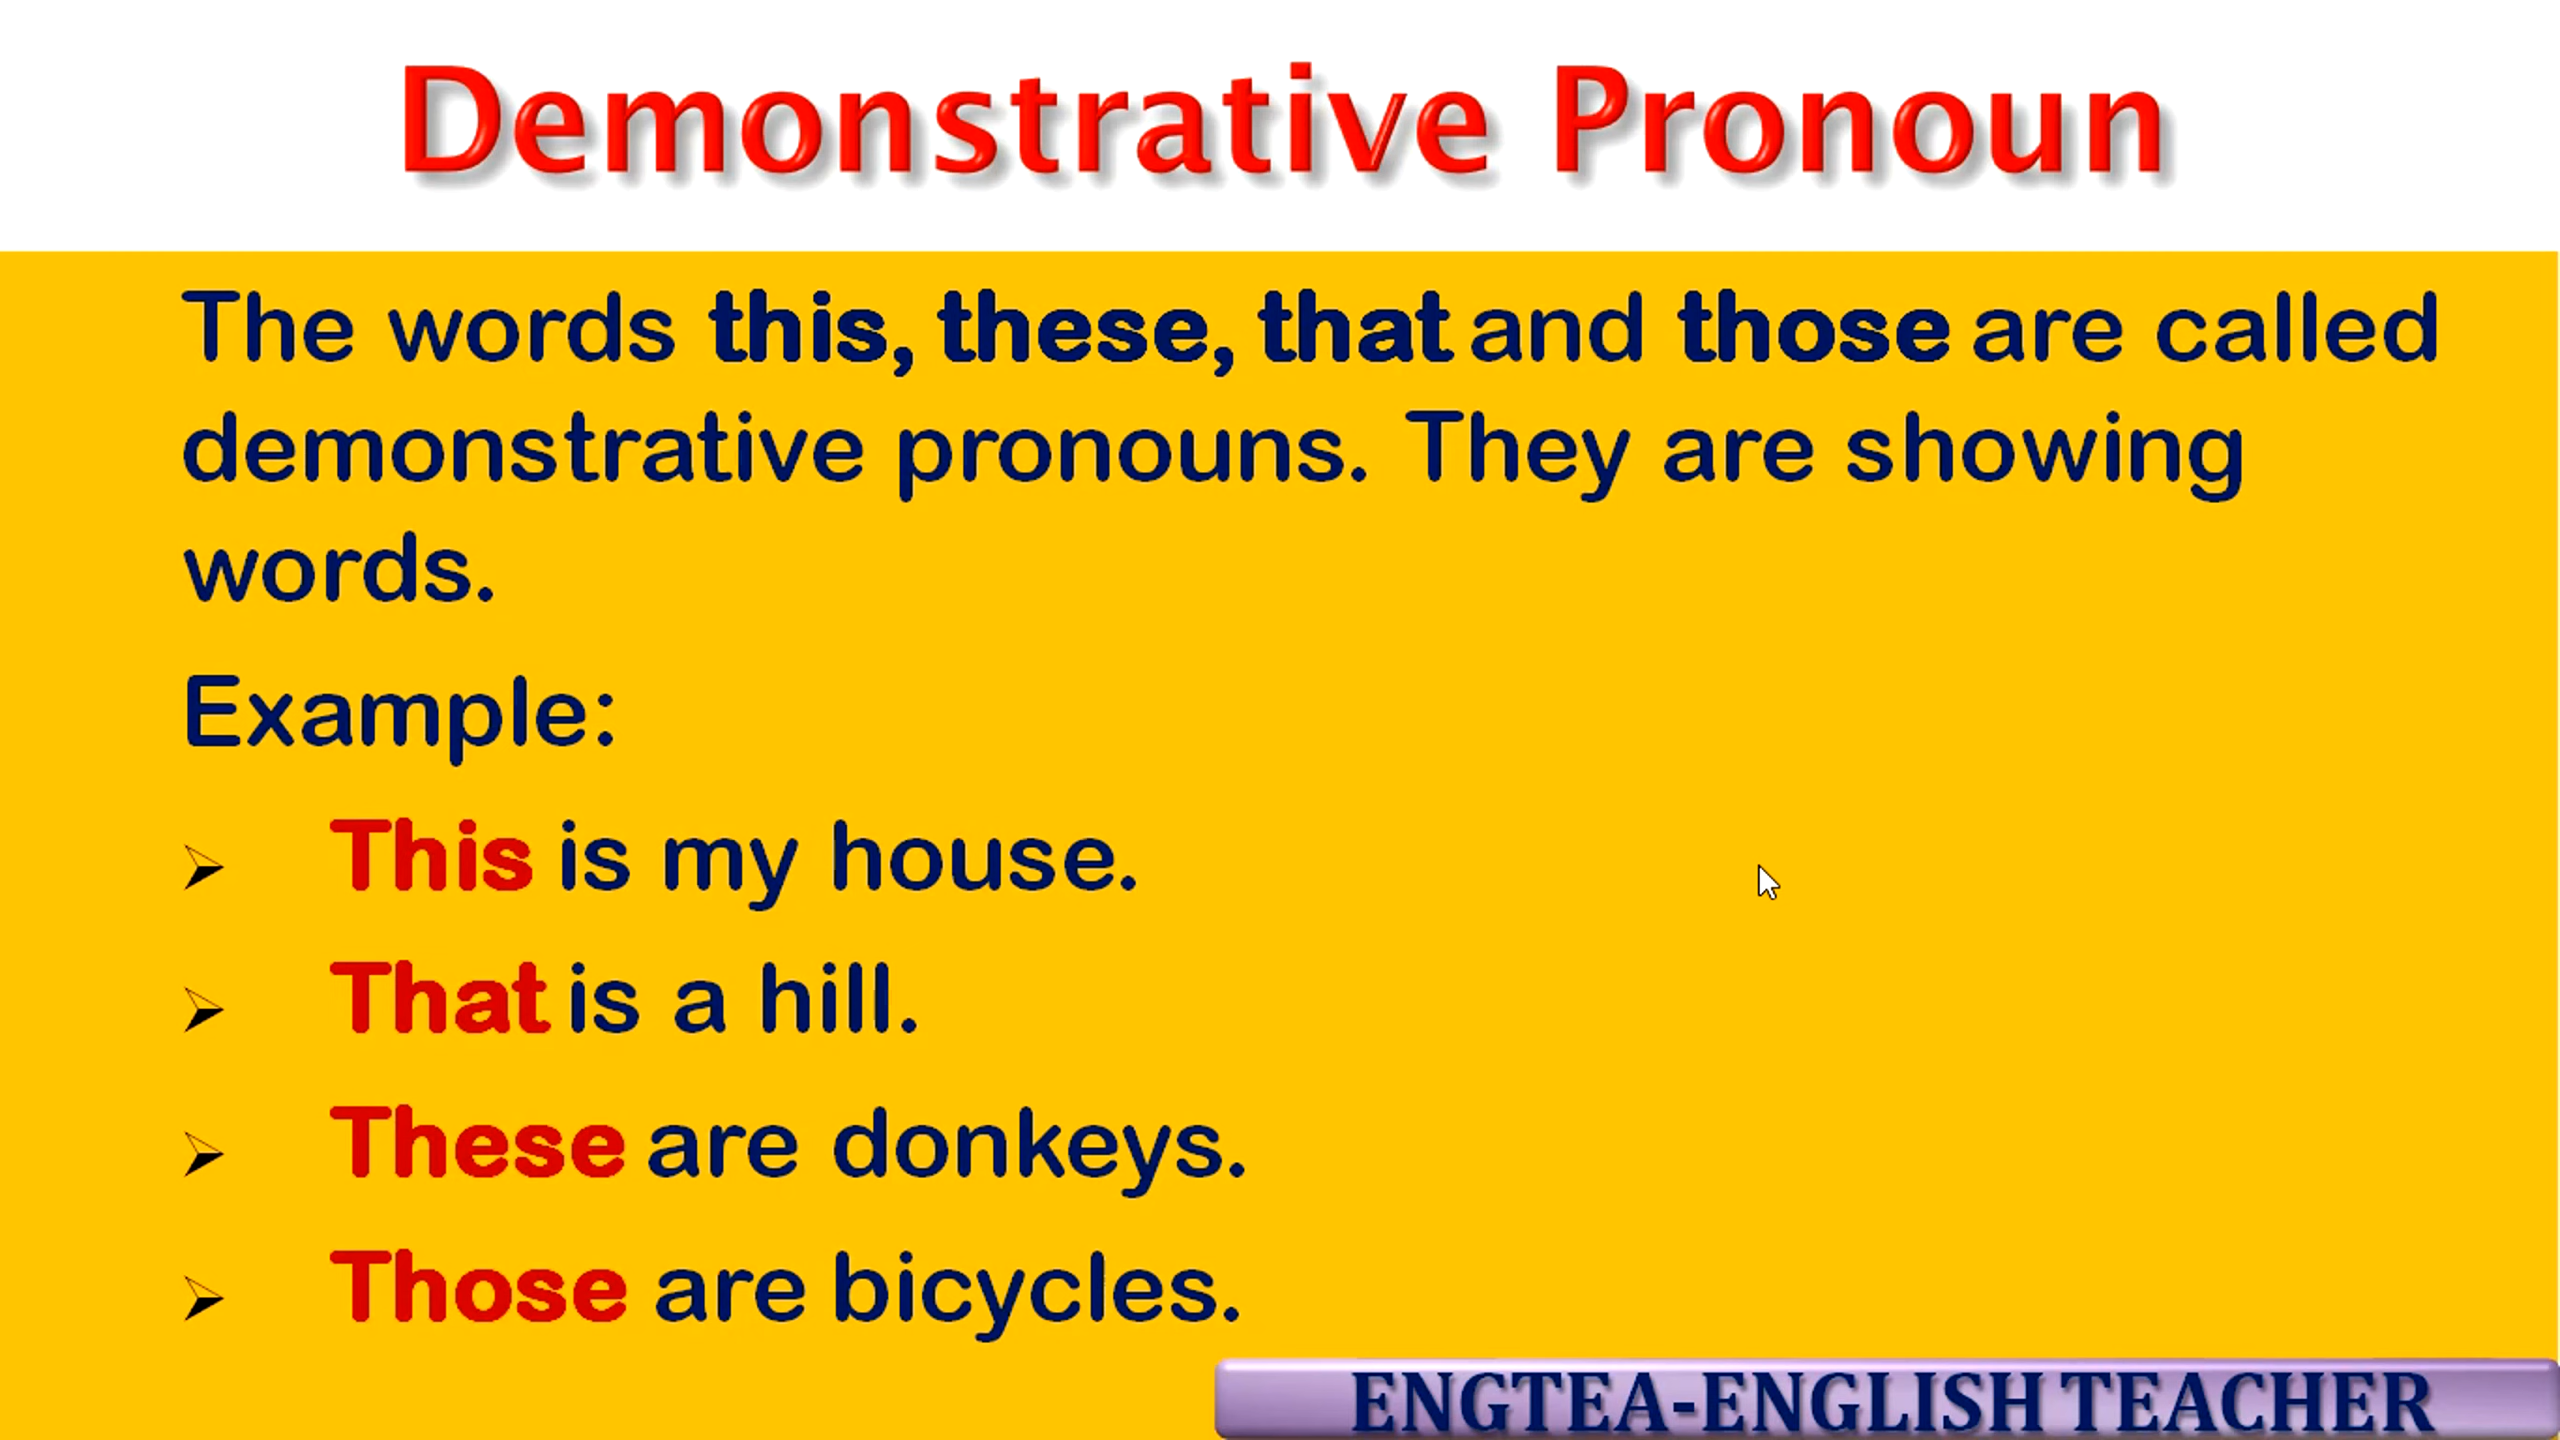 Demonstrative Pronoun
The words this, these, that and those are called
demonstrative pronouns. They are showing
words.
Example:
➢ This is my house.
➢ That is a hill.
➢ These are donkeys.
➢ Those are bicycles.
ENGTEA-ENGLISH TEACHER